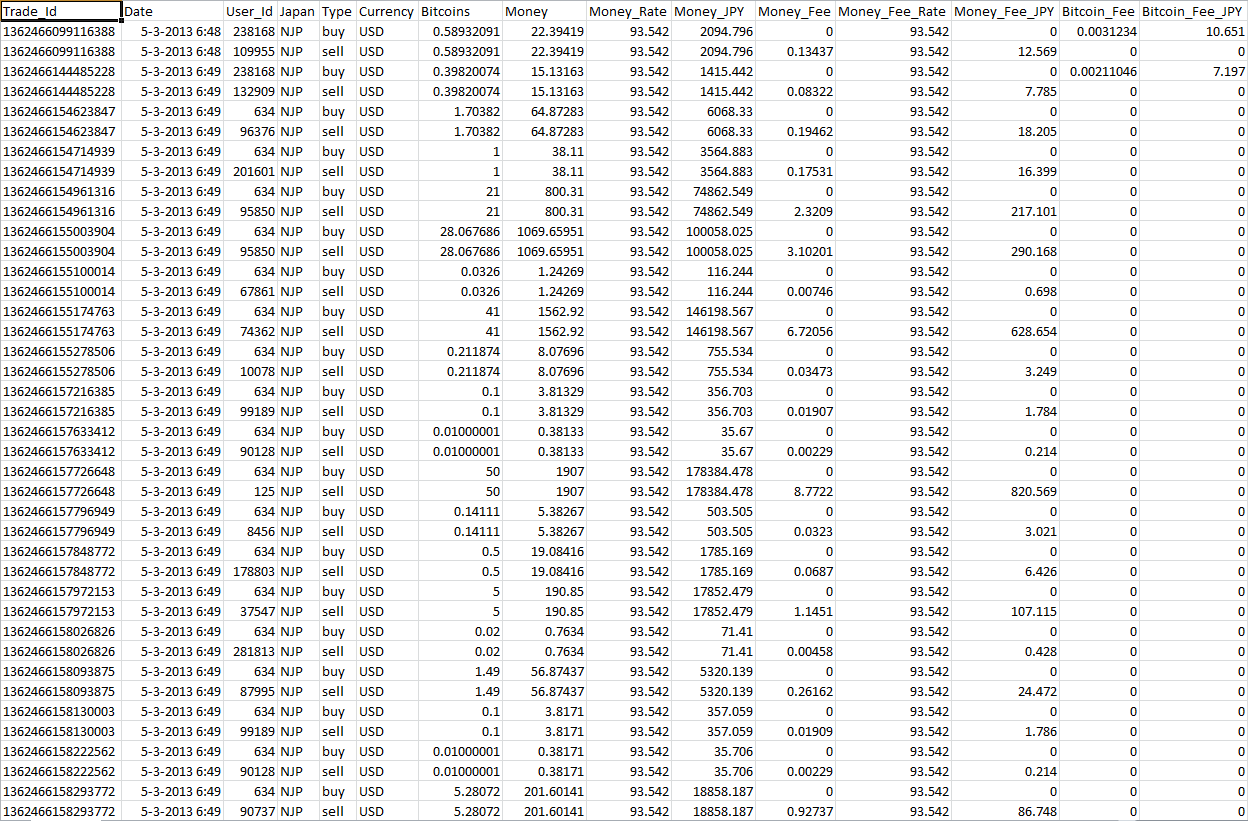 Trade_Id Date User_Id Japan Type Currency Bitcoins Money Money_Rate Money_JPY Money_Fee Money_Fee_Rate Money_Fee_JPY Bitcoin_Fee Bitcoin_Fee_JPY
1362466099116388 5-3-2013 6:48 238168 NJP buy USD 0.58932091 22.39419 93.542 2094.796 0 93.542 0 0.0031234 10.651
1362466099116388 5-3-2013 6:48 109955 NJP sell USD 0.58932091 22.39419 93.542 2094.796 0.13437 93.542 12.569 0 0
1362466144485228 5-3-2013 6:49 238168 NJP buy USD 0.39820074 15.13163 93.542 1415.442 0 93.542 0 0.00211046 7.197
1362466144485228 5-3-2013 6:49 132909 NJP sell USD 0.39820074 15.13163 93.542 1415.442 0.08322 93.542 7.785 0 0
1362466154623847 5-3-2013 6:49 634 NJP buy USD 1.70382 64.87283 93.542 6068.33 0 93.542 0 0 0
1362466154623847 5-3-2013 6:49 96376 NJP sell USD 1.70382 64.87283 93.542 6068.33 0.19462 93.542 18.205 0 0
1362466154714939 5-3-2013 6:49 634 NJP buy USD 1 38.11 93.542 3564.883 0 93.542 0 0 0
1362466154714939 5-3-2013 6:49 201601 NJP sell USD 1 38.11 93.542 3564.883 0.17531 93.542 16.399 0 0
1362466154961316 5-3-2013 6:49 634 NJP buy USD 21 800.31 93.542 74862.549 0 93.542 0 0 0
1362466154961316 5-3-2013 6:49 95850 NJP sell USD 21 800.31 93.542 74862.549 2.3209 93.542 217.101 0 0
1362466155003904 5-3-2013 6:49 634 NJP buy USD 28.067686 1069.65951 93.542 100058.025 0 93.542 0 0 0
1362466155003904 5-3-2013 6:49 95850 NJP sell USD 28.067686 1069.65951 93.542 100058.025 3.10201 93.542 290.168 0 0
1362466155100014 5-3-2013 6:49 634 NJP buy USD 0.0326 1.24269 93.542 116.244 0 93.542 0 0 0
1362466155100014 5-3-2013 6:49 67861 NJP sell USD 0.0326 1.24269 93.542 116.244 0.00746 93.542 0.698 0 0
1362466155174763 5-3-2013 6:49 634 NJP buy USD 41 1562.92 93.542 146198.567 0 93.542 0 0 0
1362466155174763 5-3-2013 6:49 74362 NJP sell USD 41 1562.92 93.542 146198.567 6.72056 93.542 628.654 0 0
1362466155278506 5-3-2013 6:49 634 NJP buy USD 0.211874 8.07696 93.542 755.534 0 93.542 0 0 0
1362466155278506 5-3-2013 6:49 10078 NJP sell USD 0.211874 8.07696 93.542 755.534 0.03473 93.542 3.249 0 0
1362466157216385 5-3-2013 6:49 634 NJP buy USD 0.1 3.81329 93.542 356.703 0 93.542 0 0 0
1362466157216385 5-3-2013 6:49 99189 NJP sell USD 0.1 3.81329 93.542 356.703 0.01907 93.542 1.784 0 0
1362466157633412 5-3-2013 6:49 634 NJP buy USD 0.01000001 0.38133 93.542 35.67 0 93.542 0 0 0
1362466157633412 5-3-2013 6:49 90128 NJP sell USD 0.01000001 0.38133 93.542 35.67 0.00229 93.542 0.214 0 0
1362466157726648 5-3-2013 6:49 634 NJP buy USD 50 1907 93.542 178384.478 0 93.542 0 0 0
1362466157726648 5-3-2013 6:49 125 NJP sell USD 50 1907 93.542 178384.478 8.7722 93.542 820.569 0 0
1362466157796949 5-3-2013 6:49 634 NJP buy USD 0.14111 5.38267 93.542 503.505 0 93.542 0 0 0
1362466157796949 5-3-2013 6:49 8456 NJP sell USD 0.14111 5.38267 93.542 503.505 0.0323 93.542 3.021 0 0
1362466157848772 5-3-2013 6:49 634 NJP buy USD 0.5 19.08416 93.542 1785.169 0 93.542 0 0 0
1362466157848772 5-3-2013 6:49 178803 NJP sell USD 0.5 19.08416 93.542 1785.169 0.0687 93.542 6.426 0 0
1362466157972153 5-3-2013 6:49 634 NJP buy USD 5 190.85 93.542 17852.479 0 93.542 0 0 0
1362466157972153 5-3-2013 6:49 37547 NJP sell USD 5 190.85 93.542 17852.479 1.1451 93.542 107.115 0 0
1362466158026826 5-3-2013 6:49 634 NJP buy USD 0.02 0.7634 93.542 71.41 0 93.542 0 0 0
1362466158026826 5-3-2013 6:49 281813 NJP sell USD 0.02 0.7634 93.542 71.41 0.00458 93.542 0.428 0 0
1362466158093875 5-3-2013 6:49 634 NJP buy USD 1.49 56.87437 93.542 5320.139 0 93.542 0 0 0
1362466158093875 5-3-2013 6:49 87995 NJP sell USD 1.49 56.87437 93.542 5320.139 0.26162 93.542 24.472 0 0
1362466158130003 5-3-2013 6:49 634 NJP buy USD 0.1 3.8171 93.542 357.059 0 93.542 0 0 0
1362466158130003 5-3-2013 6:49 99189 NJP sell USD 0.1 3.8171 93.542 357.059 0.01909 93.542 1.786 0 0
1362466158222562 5-3-2013 6:49 634 NJP buy USD 0.01000001 0.38171 93.542 35.706 0 93.542 0 0 0
1362466158222562 5-3-2013 6:49 90128 NJP sell USD 0.01000001 0.38171 93.542 35.706 0.00229 93.542 0.214 0 0
1362466158293772 5-3-2013 6:49 634 NJP buy USD 5.28072 201.60141 93.542 18858.187 0 93.542 0 0 0
1362466158293772 5-3-2013 6:49 90737 NJP sell USD 5.28072 201.60141 93.542 18858.187 0.92737 93.542 86.748 0 0